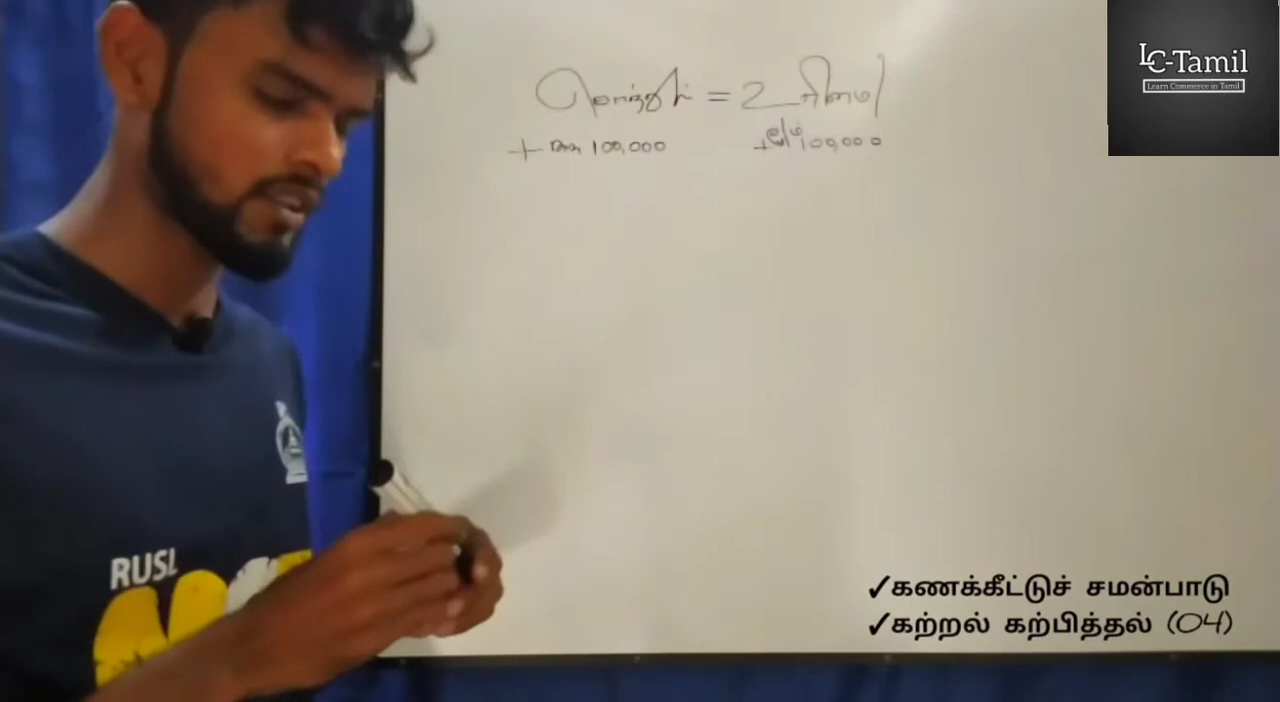 சொத்து = உரிமை
+ காசு 100,000 + மூ 100,000
LC-Tamil
Learn Commerce in Tamil
RUSL
✓கணக்கீட்டுச் சமன்பாடு
✓கற்றல் கற்பித்தல் (04)